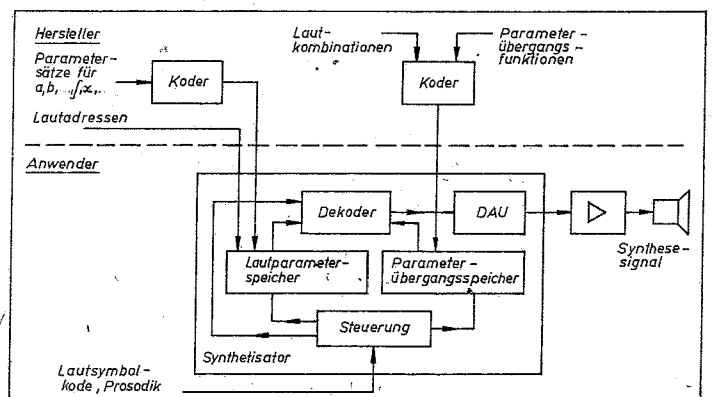 Hersteller
Parameter-
sätze für
a,b,...,ʃ,x,...
Lautadressen
Koder
Laut-
kombinationen
Parameter-
übergangs-
funktionen
Koder
Anwender
Dekoder
DAU
Synthese-
signal
Lautparameter-
speicher
Parameter-
übergangsspeicher
Steuerung
Synthetisator
Lautsymbol-
kode, Prosodik